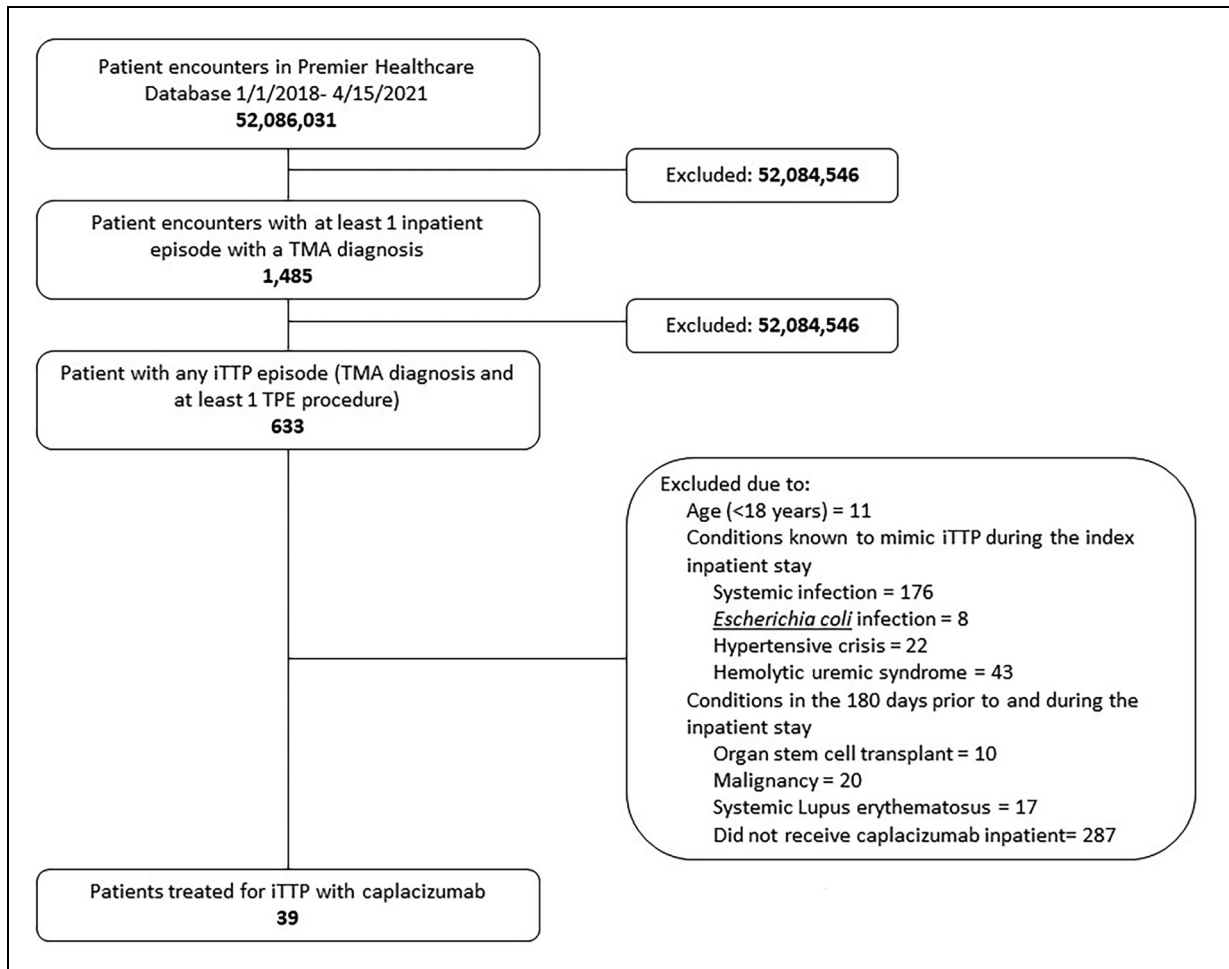 Patient encounters in Premier Healthcare
Database 1/1/2018- 4/15/2021
52,086,031
Excluded: 52,084,546
Patient encounters with at least 1 inpatient
episode with a TMA diagnosis
1,485
Excluded: 52,084,546
Patient with any iTTP episode (TMA diagnosis and
at least 1 TPE procedure)
633
Excluded due to:
Age (<18 years) = 11
Conditions known to mimic iTTP during the index
inpatient stay
Systemic infection = 176
Escherichia coli infection = 8
Hypertensive crisis = 22
Hemolytic uremic syndrome = 43
Conditions in the 180 days prior to and during the
inpatient stay
Organ stem cell transplant = 10
Malignancy = 20
Systemic Lupus erythematosus = 17
Did not receive caplacizumab inpatient= 287
Patients treated for iTTP with caplacizumab
39